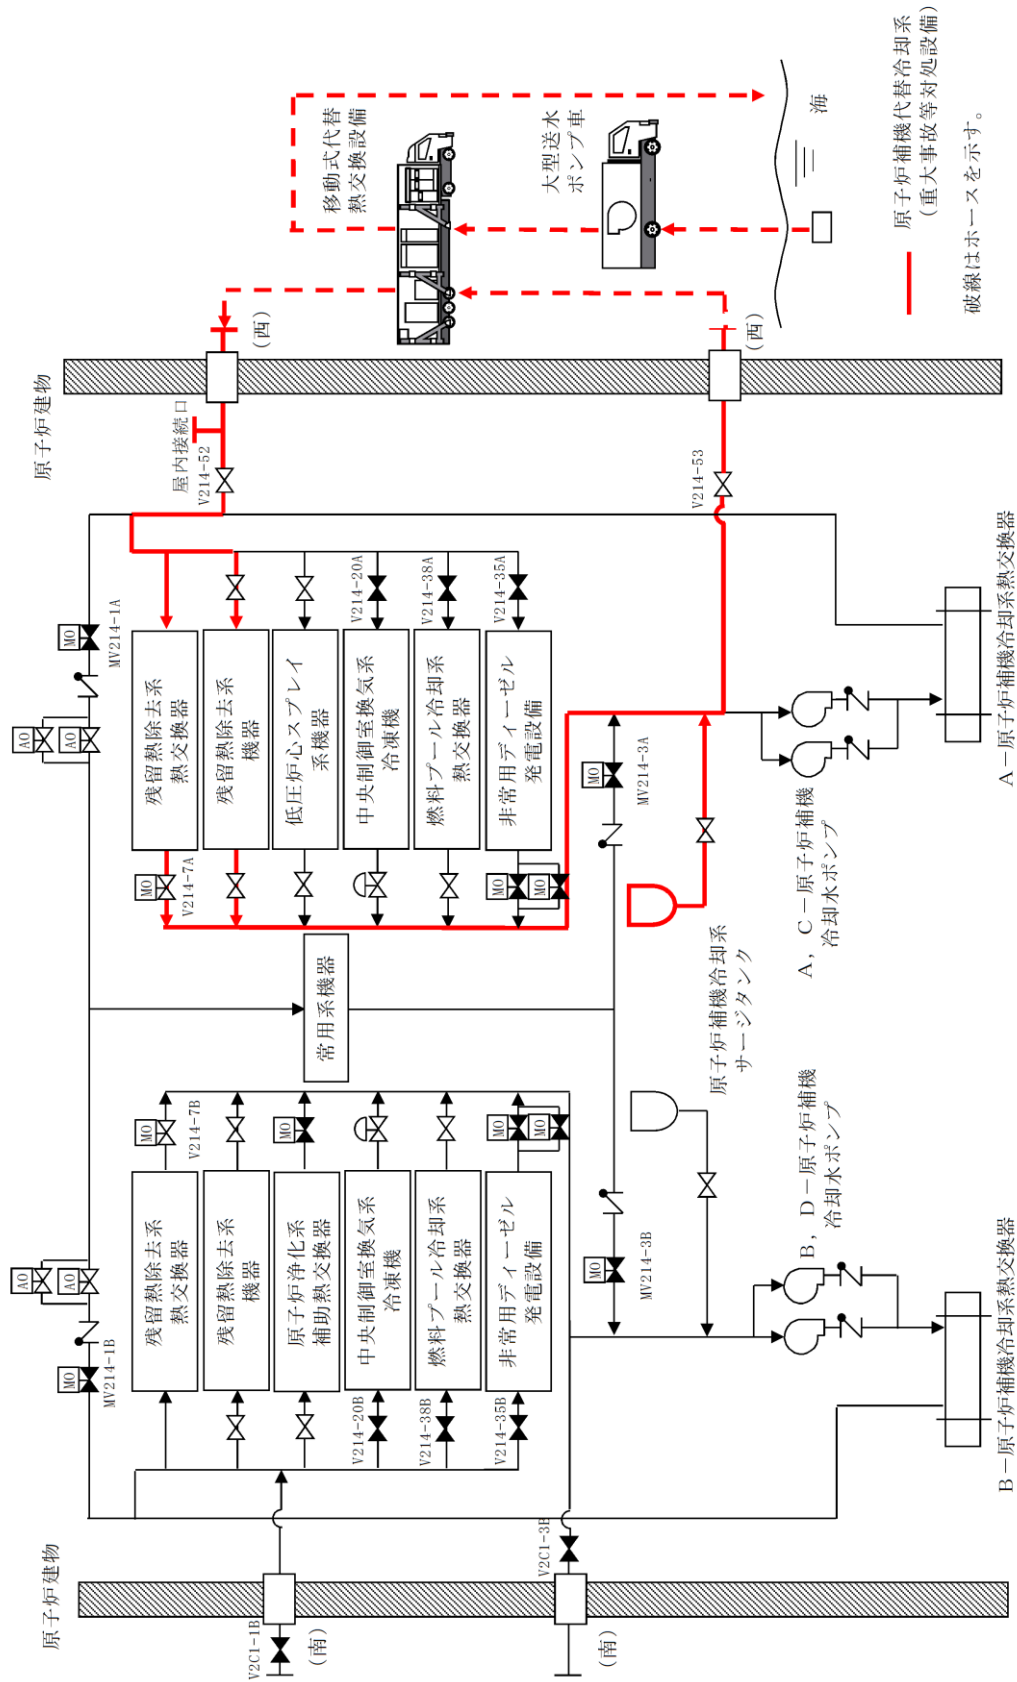 原子炉建物
原子炉建物
V2C1-1B
(南)
V2C1-3B
(南)
MO
MV214-1B
AO
AO
AO
AO
MO
MV214-1A
残留熱除去系
熱交換器
MO
V214-7B
残留熱除去系
機器
原子炉浄化系
補助熱交換器
MO
中央制御室換気系
冷凍機
V214-20B
燃料プール冷却系
熱交換器
V214-38B
非常用ディーゼル
発電設備
V214-35B
MO
MO
常用系機器
残留熱除去系
熱交換器
MO
V214-7A
残留熱除去系
機器
低圧炉心スプレイ
系機器
中央制御室換気系
冷凍機
V214-20A
燃料プール冷却系
熱交換器
V214-38A
非常用ディーゼル
発電設備
V214-35A
MO
MO
屋内接続口
V214-52
(西)
V214-53
(西)
移動式代替
熱交換設備
大型送水
ポンプ車
海
MO
MV214-3B
MO
MV214-3A
原子炉補機冷却系
サージタンク
B,D-原子炉補機
冷却水ポンプ
A,C-原子炉補機
冷却水ポンプ
B-原子炉補機冷却系熱交換器
A-原子炉補機冷却系熱交換器
原子炉補機代替冷却系
(重大事故等対処設備)
破線はホースを示す。